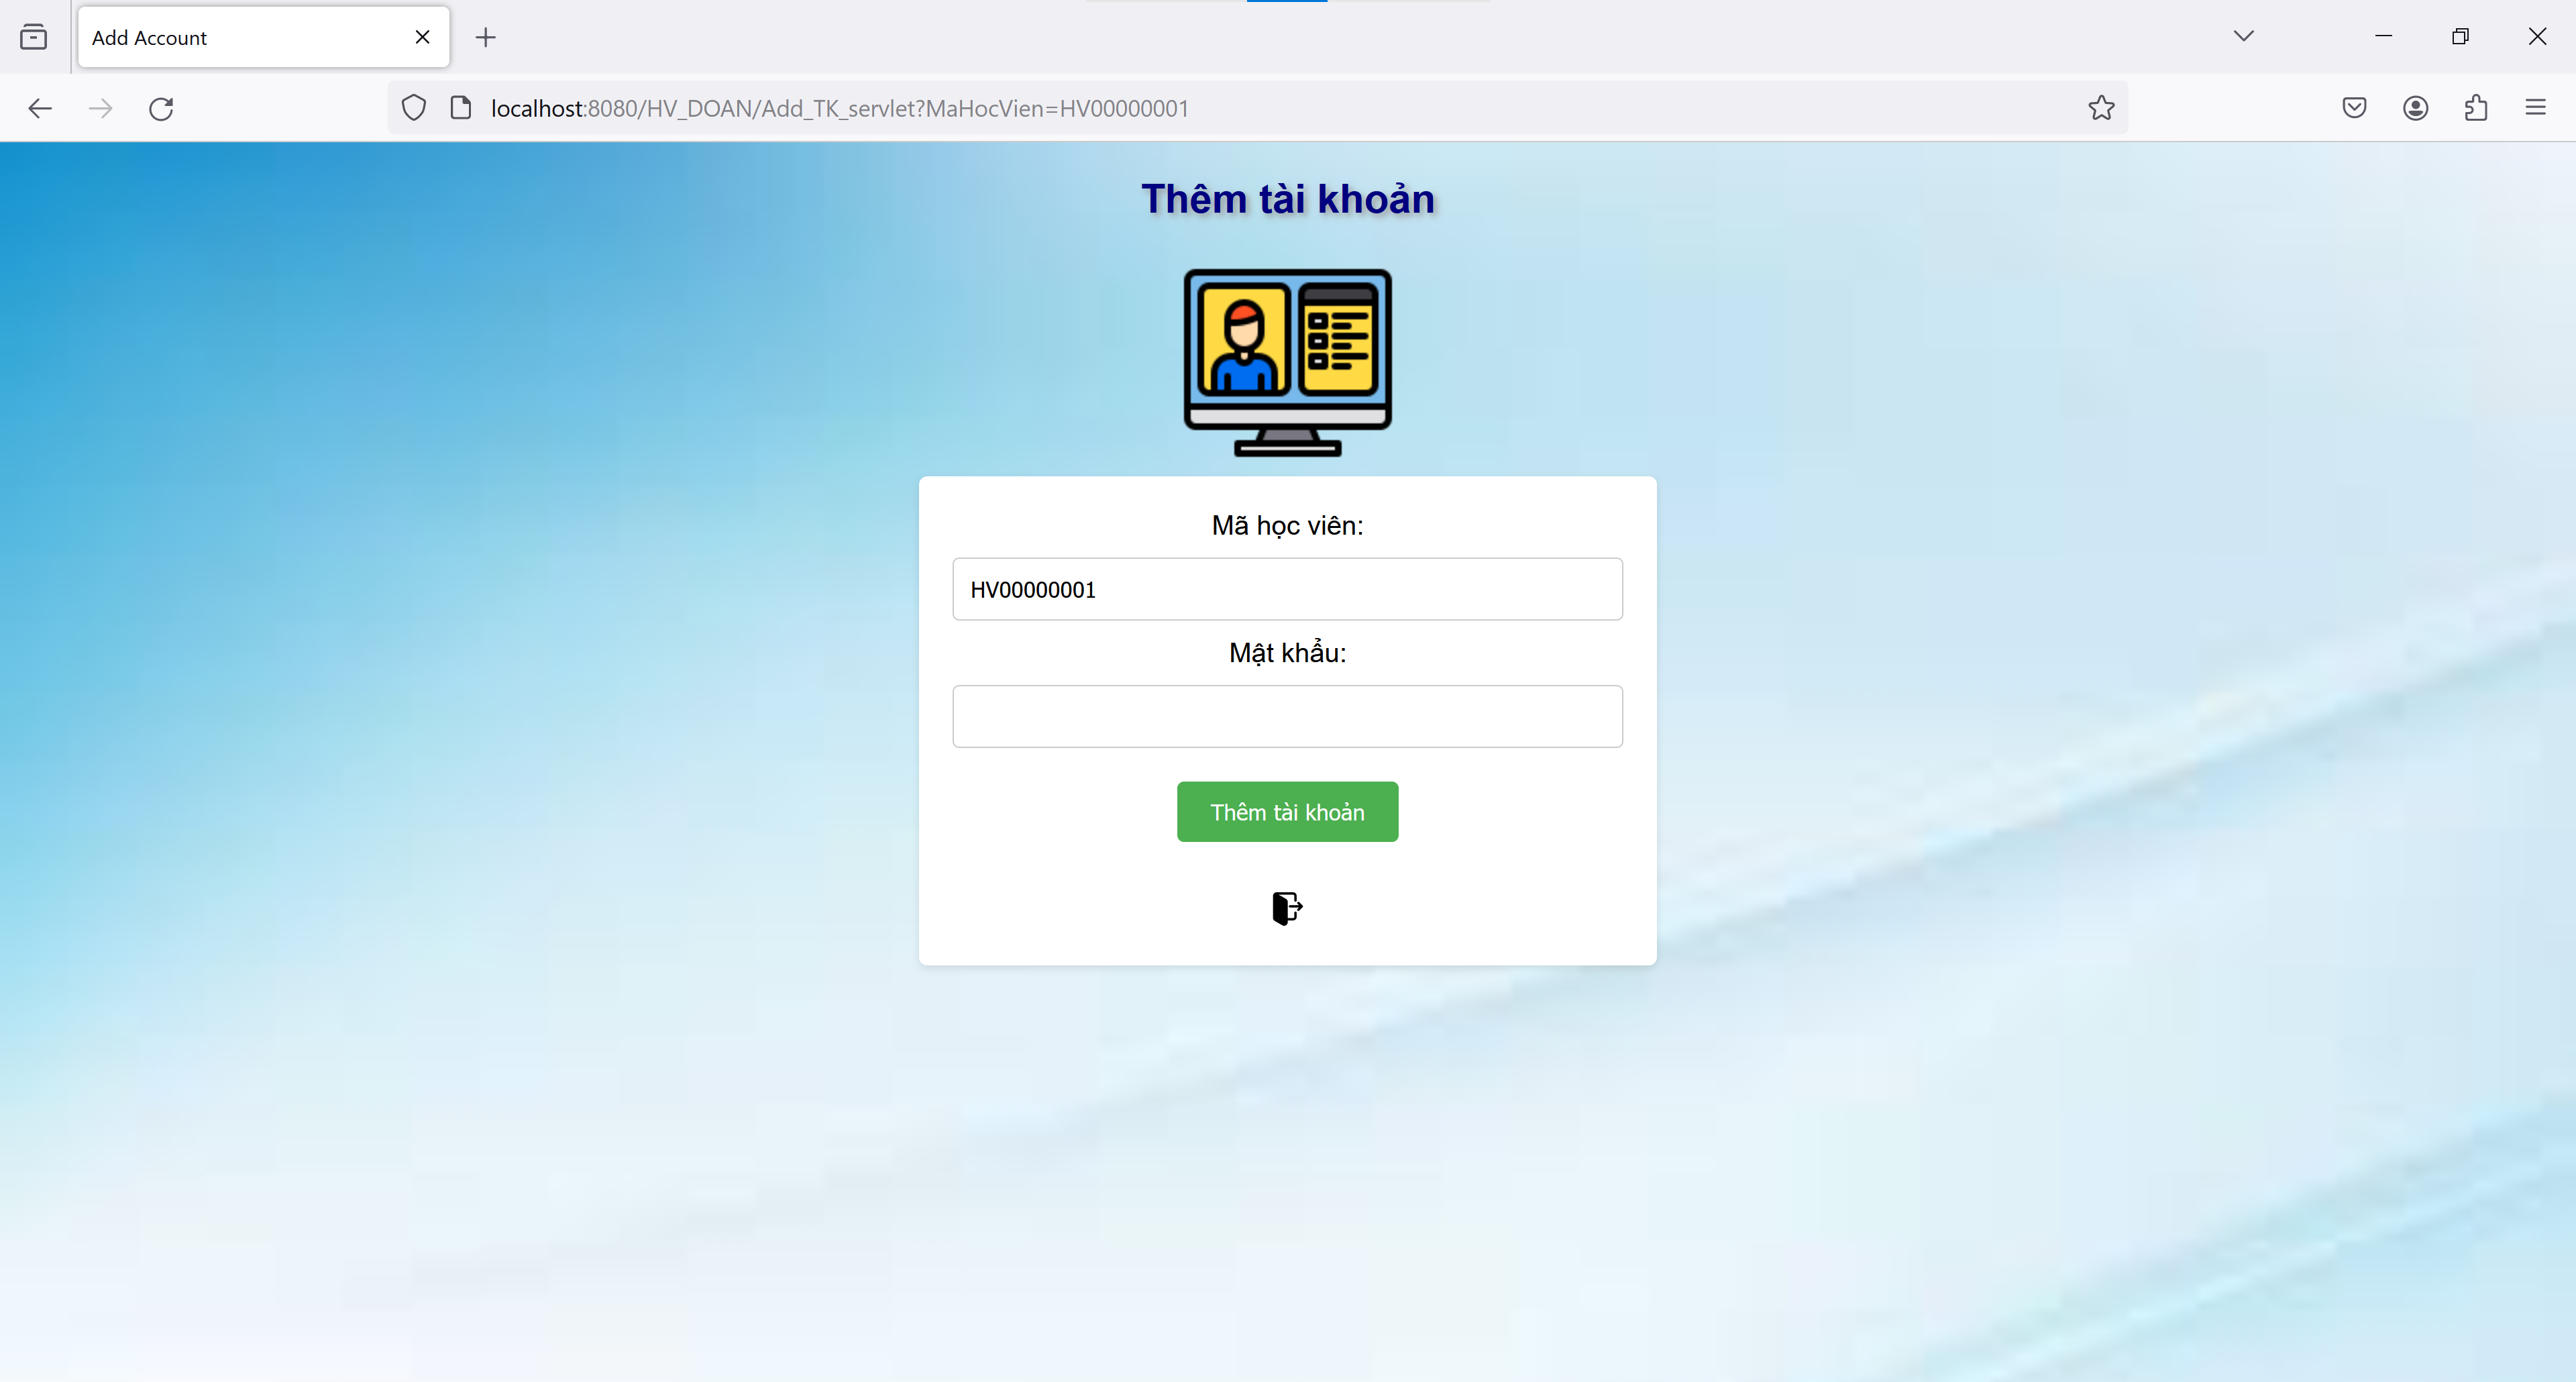 Add Account
localhost:8080/HV_DOAN/Add_TK_servlet?MaHocVien=HV00000001
Thêm tài khoản
Mã học viên:
HV00000001
Mật khẩu:
Thêm tài khoản